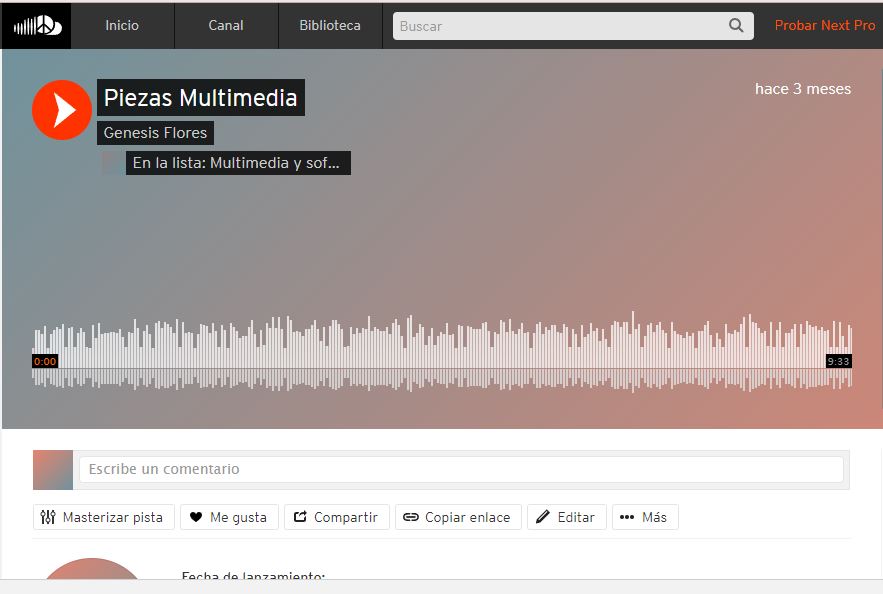 Inicio
Canal
Biblioteca
Buscar
Probar Next Pro
Piezas Multimedia
hace 3 meses
Genesis Flores
En la lista: Multimedia y sof...
0:00
9:33
Escribe un comentario
Masterizar pista
Me gusta
Compartir
Copiar enlace
Editar
Más
Fecha de lanzamiento: